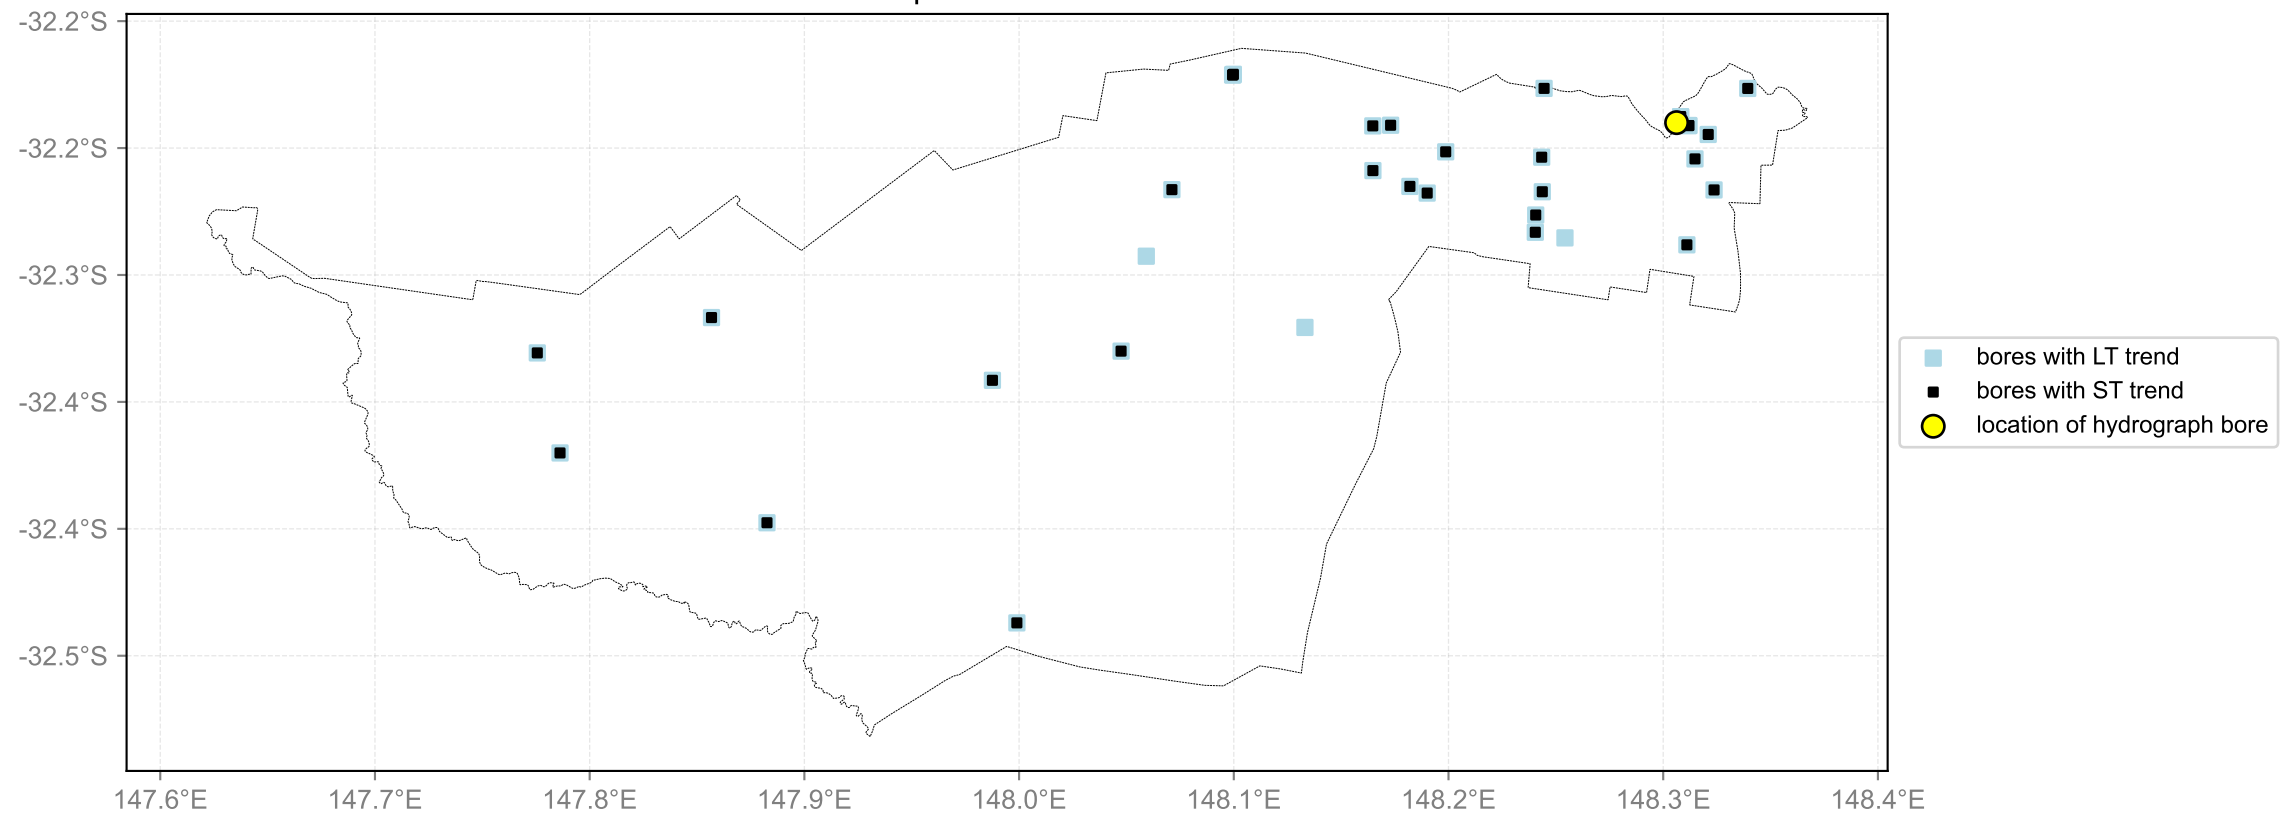 -32.2°S
-32.2°S
-32.3°S
-32.4°S
-32.4°S
-32.5°S
147.6°E 147.7°E 147.8°E 147.9°E 148.0°E 148.1°E 148.2°E 148.3°E 148.4°E
bores with LT trend
bores with ST trend
location of hydrograph bore